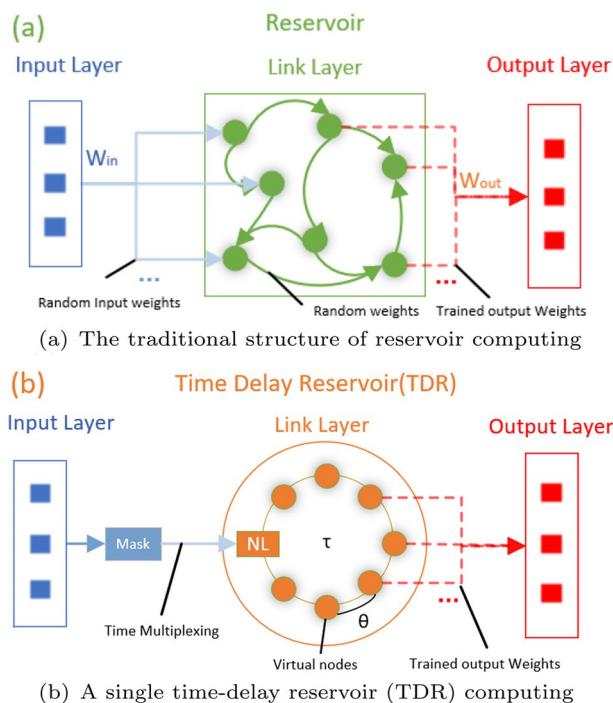 (a)
Reservoir
Input Layer
Link Layer
Output Layer
Win
Wout
...
...
Random Input weights
Random weights
Trained output Weights
(a) The traditional structure of reservoir computing
(b)
Time Delay Reservoir(TDR)
Input Layer
Link Layer
Output Layer
Mask
NL
τ
θ
...
Time Multiplexing
Virtual nodes
Trained output Weights
(b) A single time-delay reservoir (TDR) computing